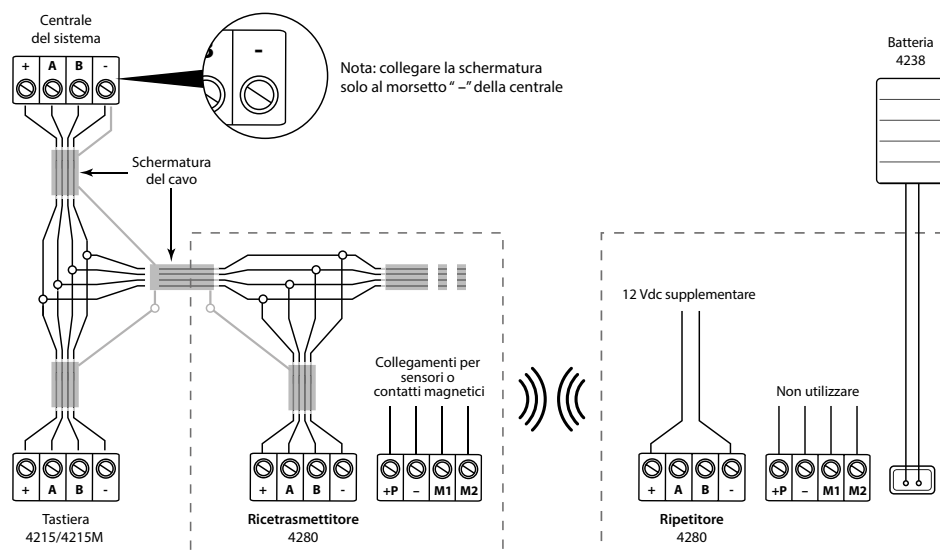 Centrale
del sistema
+ A B -
-
Nota: collegare la schermatura
solo al morsetto “ –” della centrale
Batteria
4238
Schermatura
del cavo
12 Vdc supplementare
Collegamenti per
sensori o
contatti magnetici
Non utilizzare
+ A B -
Tastiera
4215/4215M
+ A B -
Ricetrasmettitore
4280
+P – M1 M2
+ A B -
Ripetitore
4280
+P – M1 M2